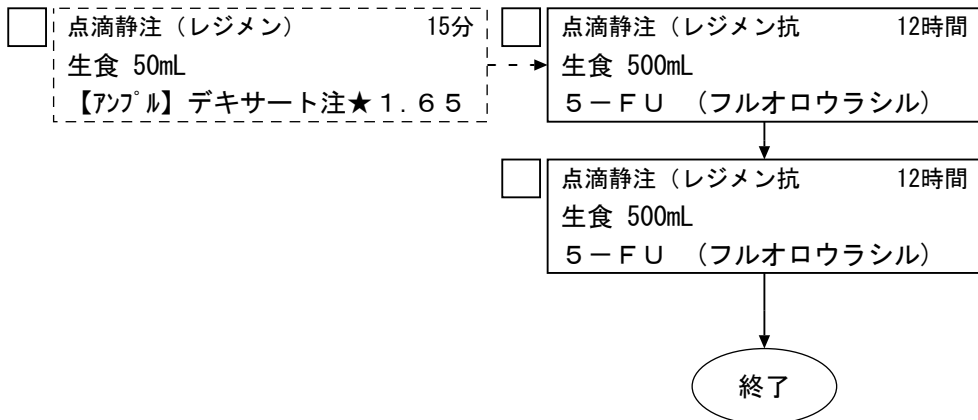 点滴静注（レジメン） 15分
生食 50mL
【ｱﾝﾌﾟﾙ】デキサート注★１.６５
点滴静注（レジメン抗 12時間
生食 500mL
５－ＦＵ （フルオロウラシル）
点滴静注（レジメン抗 12時間
生食 500mL
５－ＦＵ （フルオロウラシル）
終了